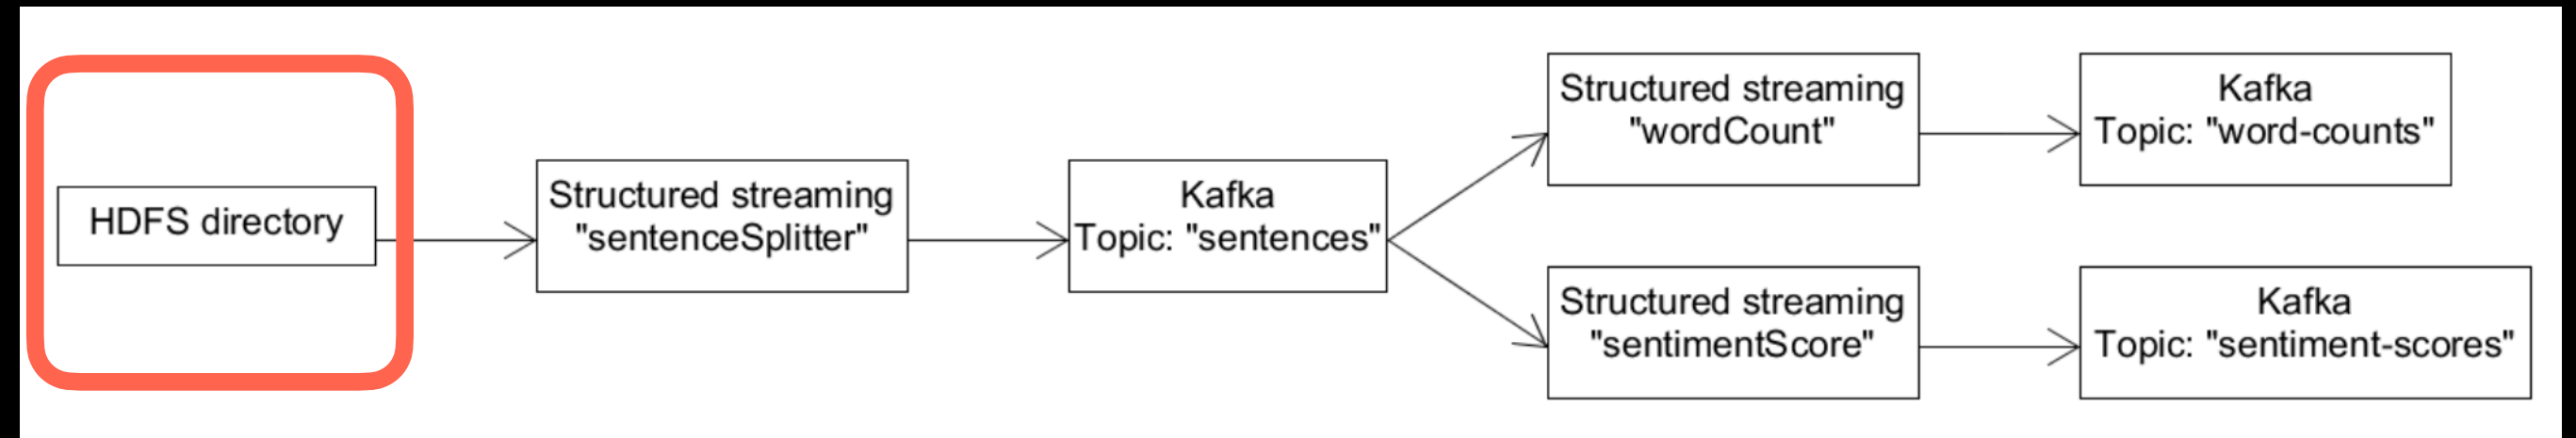 HDFS directory
Structured streaming
"sentenceSplitter"
Kafka
Topic: "sentences"
Structured streaming
"wordCount"
Kafka
Topic: "word-counts"
Structured streaming
"sentimentScore"
Kafka
Topic: "sentiment-scores"